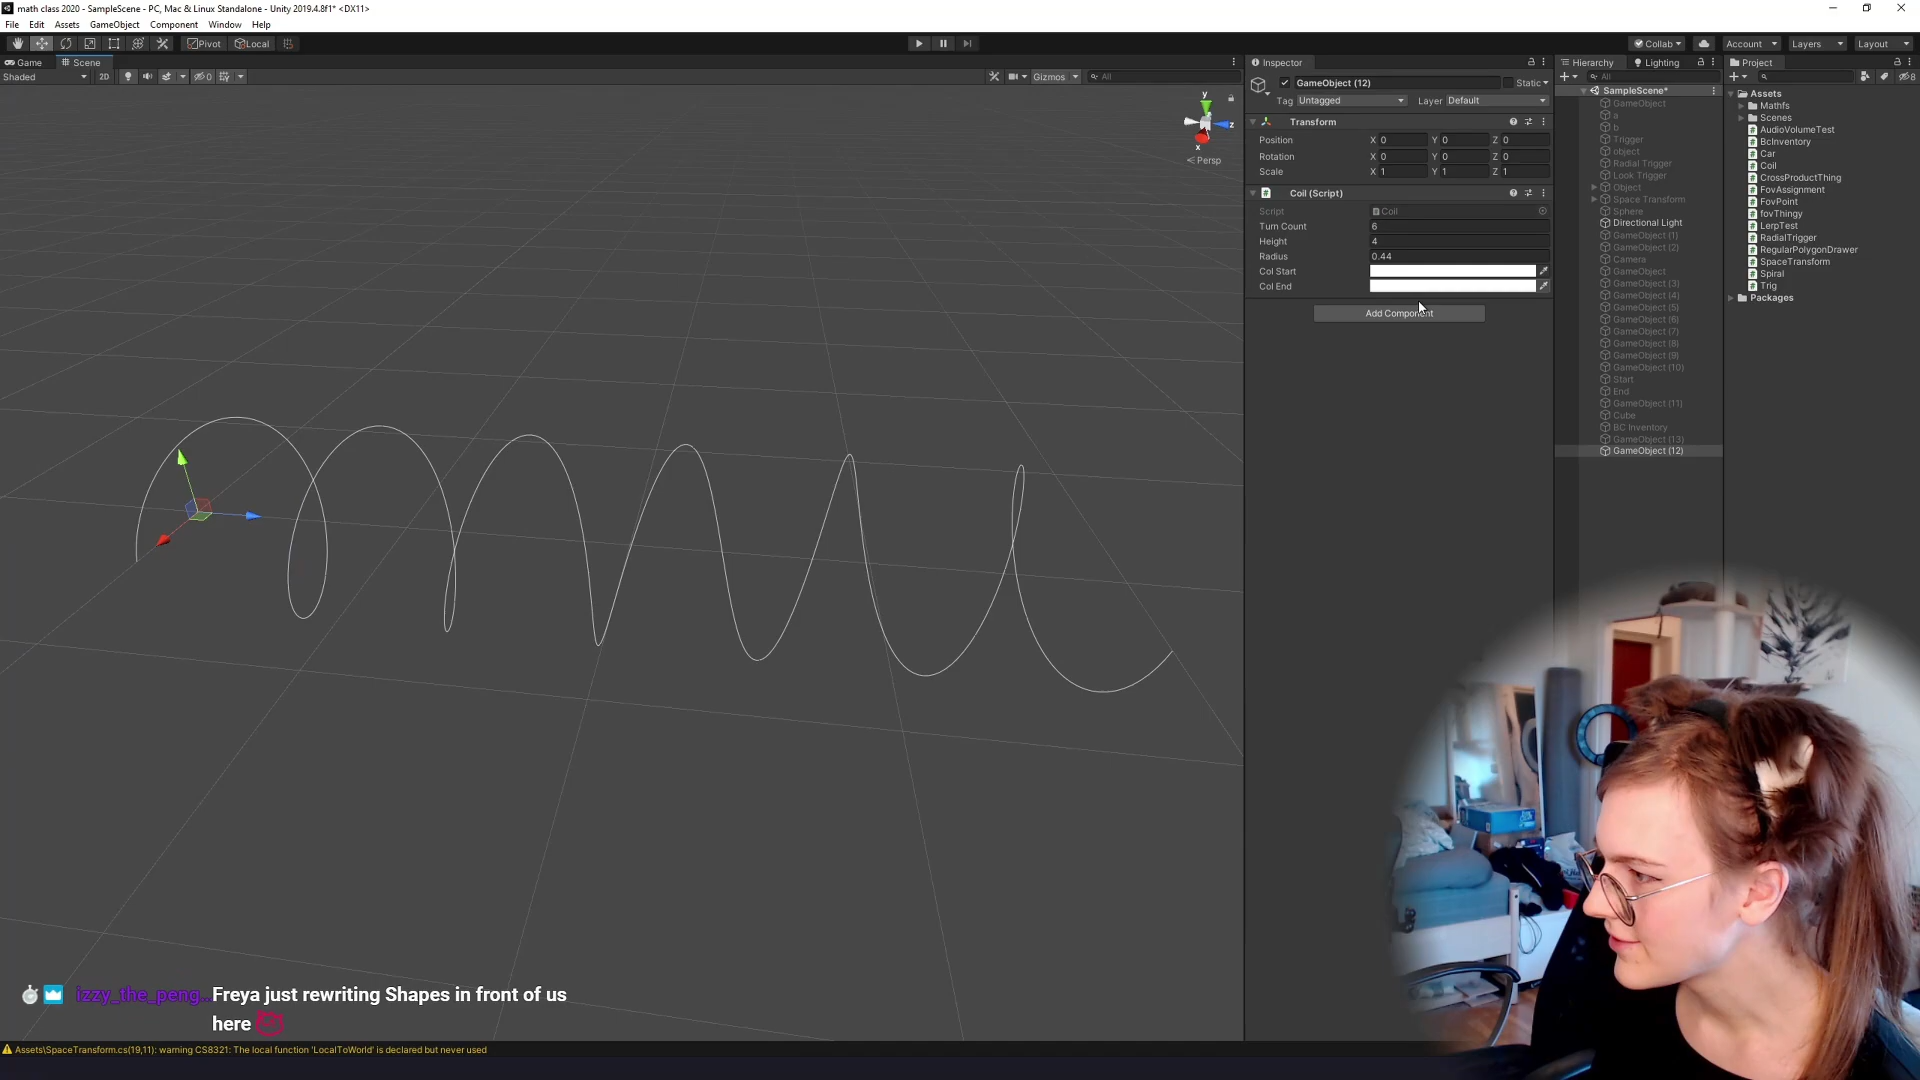 math class 2020 - SampleScene - PC, Mac & Linux Standalone - Unity 2019.4.8f1* <DX11>
File Edit Assets GameObject Component Window Help
Pivot Local Collab Account Layers Layout
Game Scene
Shaded 2D 0 Gizmos All
y
z
x
Persp
Inspector
GameObject (12) Static
Tag Untagged Layer Default
Transform
Position X 0 Y 0 Z 0
Rotation X 0 Y 0 Z 0
Scale X 1 Y 1 Z 1
Coil (Script)
Script Coil
Turn Count 6
Height 4
Radius 0.44
Col Start
Col End
Add Component
Hierarchy Lighting
All
SampleScene*
GameObject
a
b
Trigger
object
Radial Trigger
Look Trigger
Object
Space Transform
Sphere
Directional Light
GameObject (1)
GameObject (2)
Camera
GameObject
GameObject (3)
GameObject (4)
GameObject (5)
GameObject (6)
GameObject (7)
GameObject (8)
GameObject (9)
GameObject (10)
Start
End
GameObject (11)
Cube
BC Inventory
GameObject (13)
GameObject (12)
Project
8
Assets
Mathfs
Scenes
AudioVolumeTest
BcInventory
Car
Coil
CrossProductThing
FovAssignment
FovPoint
fovThingy
LerpTest
RadialTrigger
RegularPolygonDrawer
SpaceTransform
Spiral
Trig
Packages
izzy_the_peng... Freya just rewriting Shapes in front of us
here
Assets\SpaceTransform.cs(19,11): warning CS8321: The local function 'LocalToWorld' is declared but never used